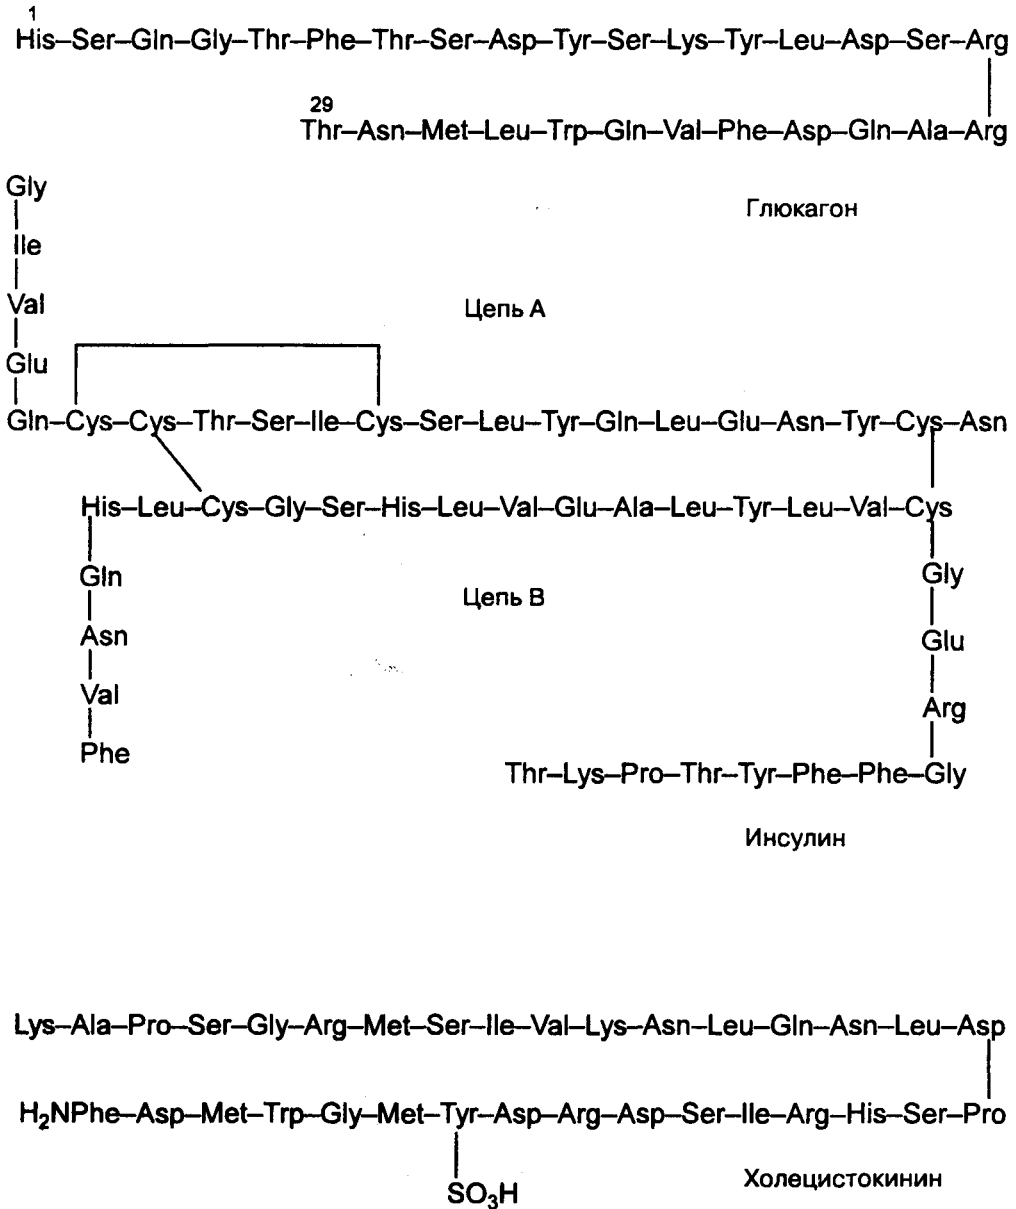 1
His–Ser–Gln–Gly–Thr–Phe–Thr–Ser–Asp–Tyr–Ser–Lys–Tyr–Leu–Asp–Ser–Arg
29
Thr–Asn–Met–Leu–Trp–Gln–Val–Phe–Asp–Gln–Ala–Arg
Глюкагон
Gly
Ile
Val
Цепь A
Glu
Gln–Cys–Cys–Thr–Ser–Ile–Cys–Ser–Leu–Tyr–Gln–Leu–Glu–Asn–Tyr–Cys–Asn
His–Leu–Cys–Gly–Ser–His–Leu–Val–Glu–Ala–Leu–Tyr–Leu–Val–Cys
Gln
Gly
Цепь B
Asn
Glu
Val
Arg
Phe
Thr–Lys–Pro–Thr–Tyr–Phe–Phe–Gly
Инсулин
Lys–Ala–Pro–Ser–Gly–Arg–Met–Ser–Ile–Val–Lys–Asn–Leu–Gln–Asn–Leu–Asp
H₂NPhe–Asp–Met–Trp–Gly–Met–Tyr–Asp–Arg–Asp–Ser–Ile–Arg–His–Ser–Pro
SO₃H
Холецистокинин